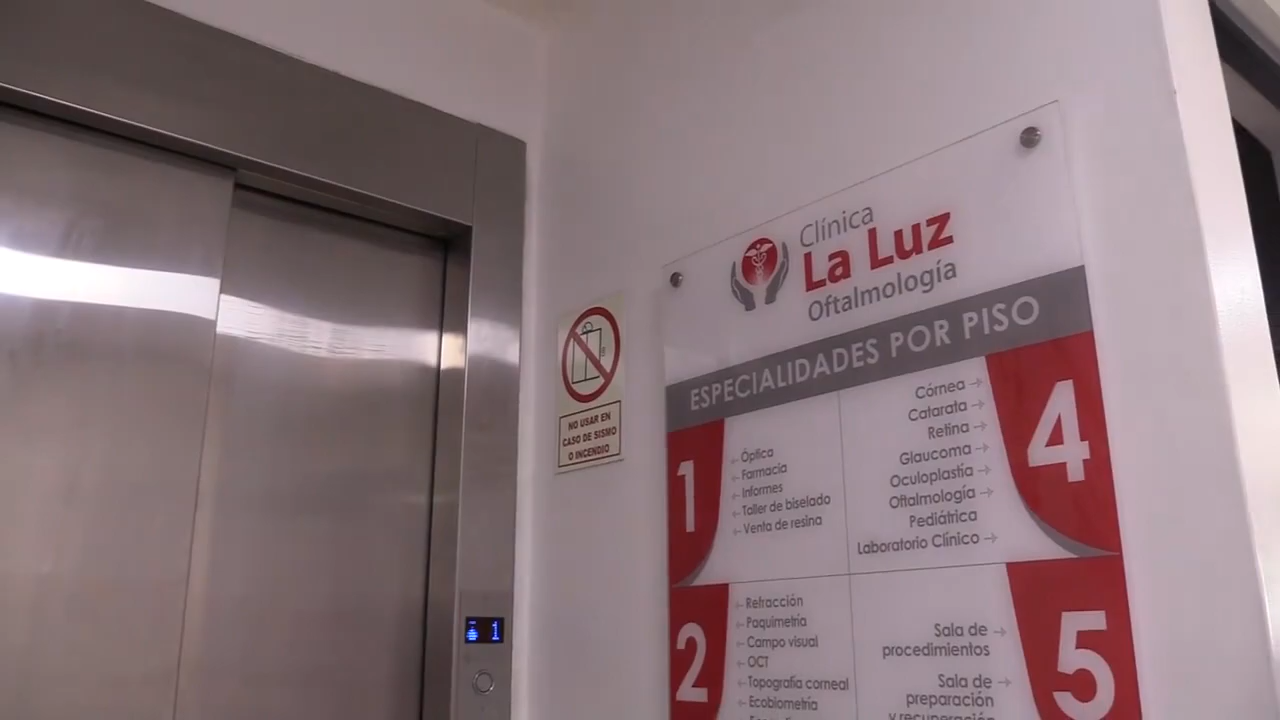 Clínica
La Luz
Oftalmología
ESPECIALIDADES POR PISO
NO USAR EN
CASO DE SISMO
O INCENDIO
1
Óptica
Farmacia
Informes
Taller de biselado
Venta de resina
4
Córnea
Catarata
Retina
Glaucoma
Oculoplastía
Oftalmología
Pediátrica
Laboratorio Clínico
2
Refracción
Paquimetría
Campo visual
OCT
Topografía corneal
Ecobiometría
5
Sala de
procedimientos
Sala de
preparación
y recuperación
1